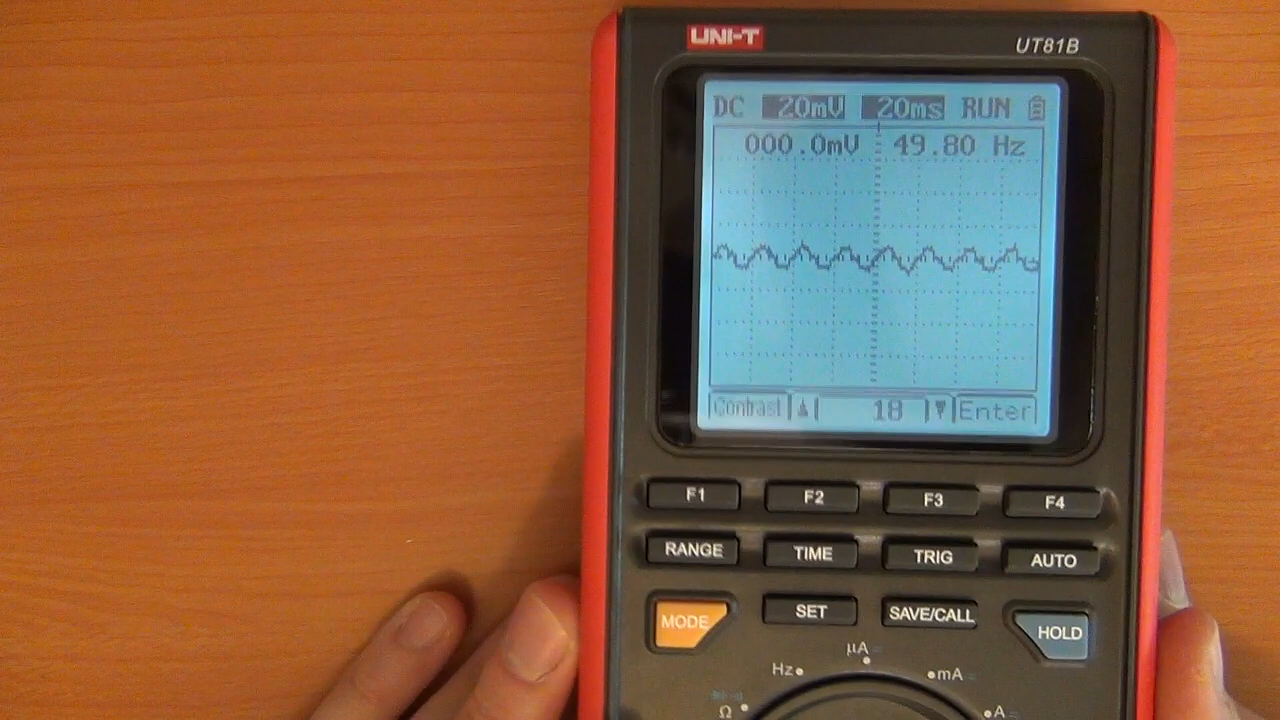 UNI-T UT81B
DC 20mV 20ms RUN
000.0mV 49.80 Hz
Contrast 18 Enter
F1 F2 F3 F4
RANGE TIME TRIG AUTO
MODE SET SAVE/CALL HOLD
µA
Hz mA
Ω A